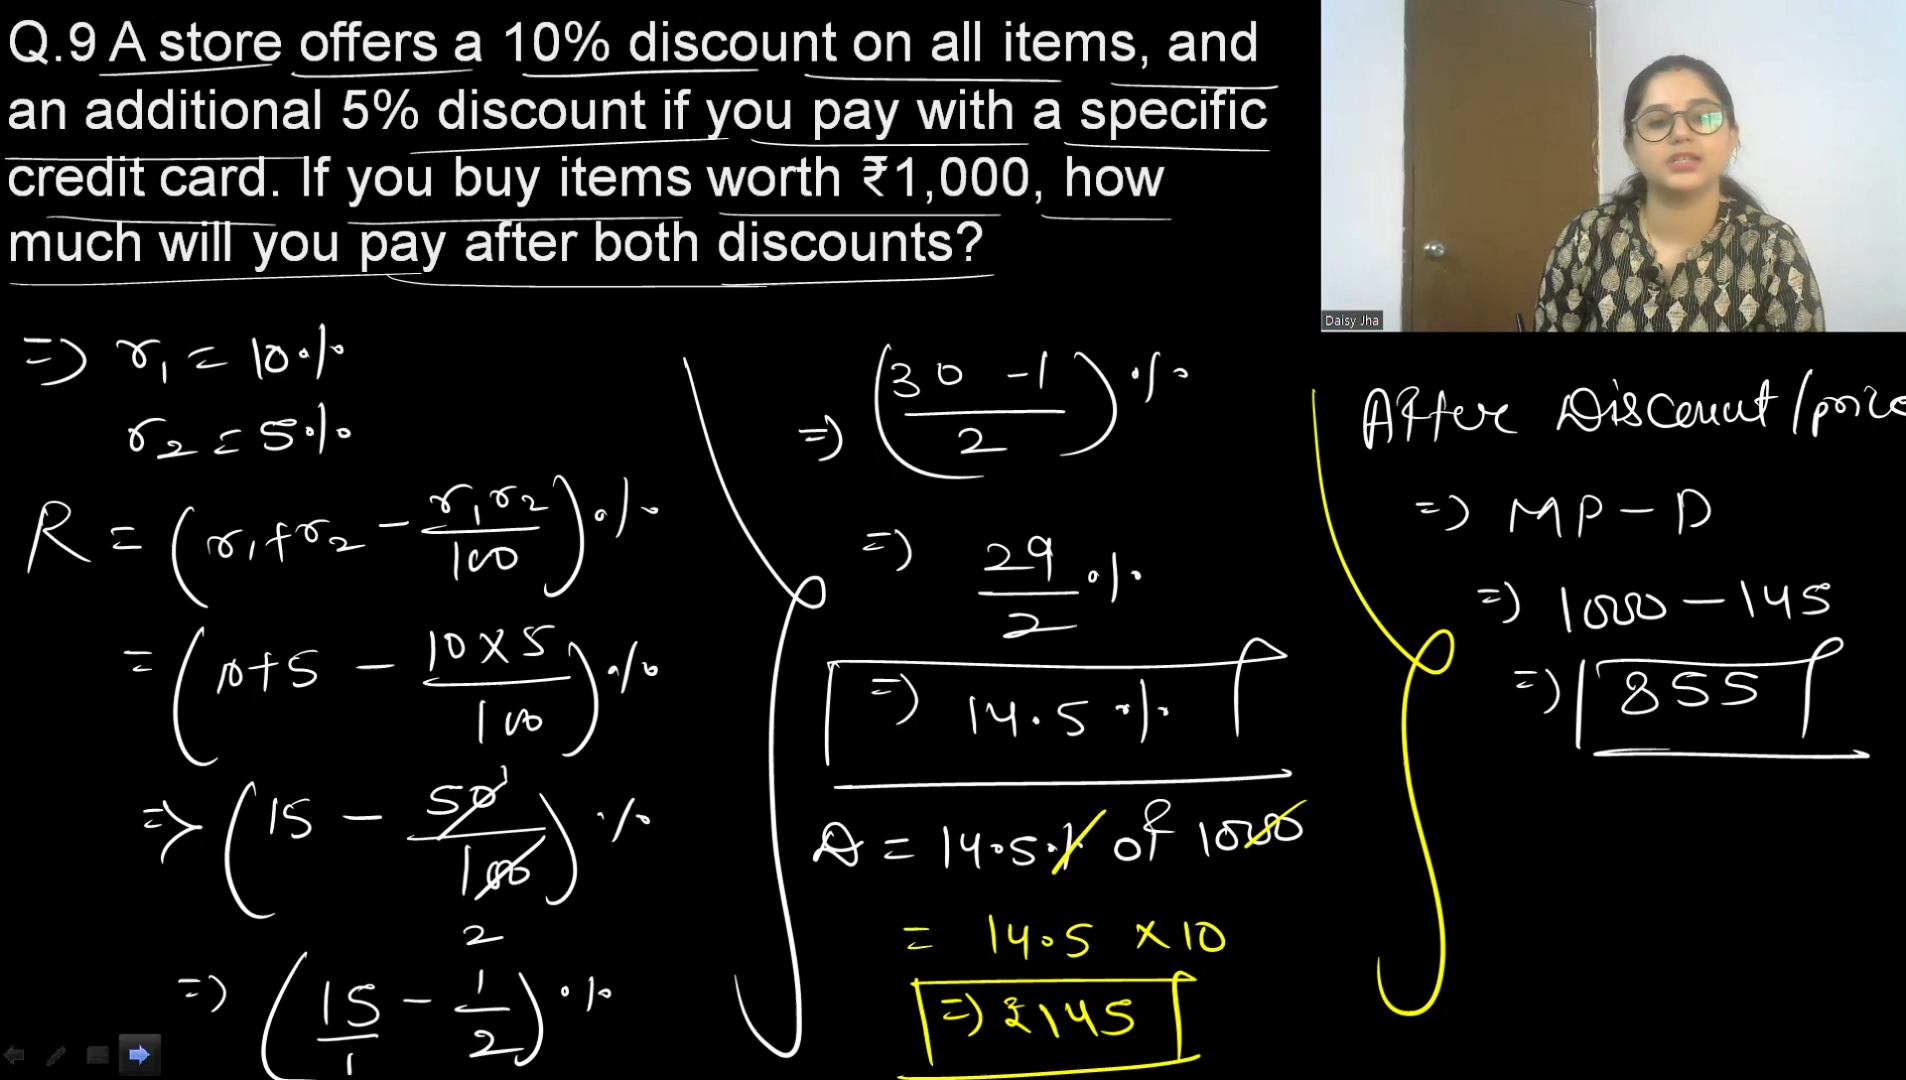 Q.9 A store offers a 10% discount on all items, and
an additional 5% discount if you pay with a specific
credit card. If you buy items worth ₹1,000, how
much will you pay after both discounts?
Daisy Jha
=> r₁ = 10%
r₂ = 5%
R = (r₁+r₂ - r₁r₂/100)%
= (10+5 - 10×5/100)%
=> (15 - 50/100)%
1
2
=> (15/1 - 1/2)%
=> (30-1/2)%
=> 29/2 %
=> 14.5%
D = 14.5% of 1000
= 14.5 × 10
=> ₹145
After Discount/price
=> MP - D
=> 1000 - 145
=> 855